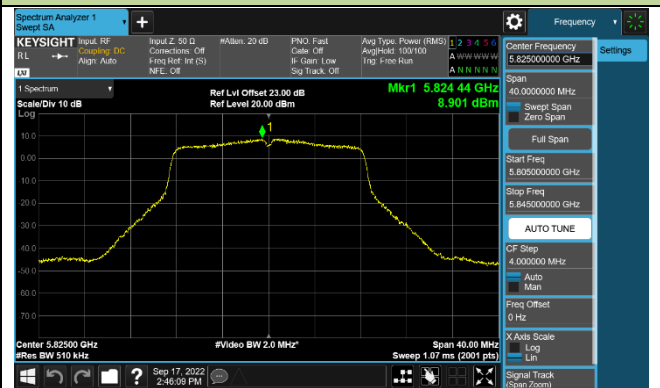 Spectrum Analyzer 1
Swept SA
+
Frequency
KEYSIGHT
RL
LXI
Input: RF
Coupling: DC
Align: Auto
Input Z: 50 Ω
Corrections: Off
Freq Ref: Int (S)
NFE: Off
#Atten: 20 dB
PNO: Fast
Gate: Off
IF Gain: Low
Sig Track: Off
Avg Type: Power (RMS)
Avg|Hold: 100/100
Trig: Free Run
1 2 3 4 5 6
A W W W W W
A N N N N N
1 Spectrum
Scale/Div 10 dB
Ref Lvl Offset 23.00 dB
Ref Level 20.00 dBm
Mkr1 5.824 44 GHz
8.901 dBm
Log
1
10.0
0.00
-10.0
-20.0
-30.0
-40.0
-50.0
-60.0
-70.0
Center 5.82500 GHz
#Res BW 510 kHz
#Video BW 2.0 MHz*
Span 40.00 MHz
Sweep 1.07 ms (2001 pts)
Center Frequency
5.825000000 GHz
Settings
Span
40.0000000 MHz
Swept Span
Zero Span
Full Span
Start Freq
5.805000000 GHz
Stop Freq
5.845000000 GHz
AUTO TUNE
CF Step
4.000000 MHz
Auto
Man
Freq Offset
0 Hz
X Axis Scale
Log
Lin
Signal Track
(Span Zoom)
?
Sep 17, 2022
2:46:09 PM